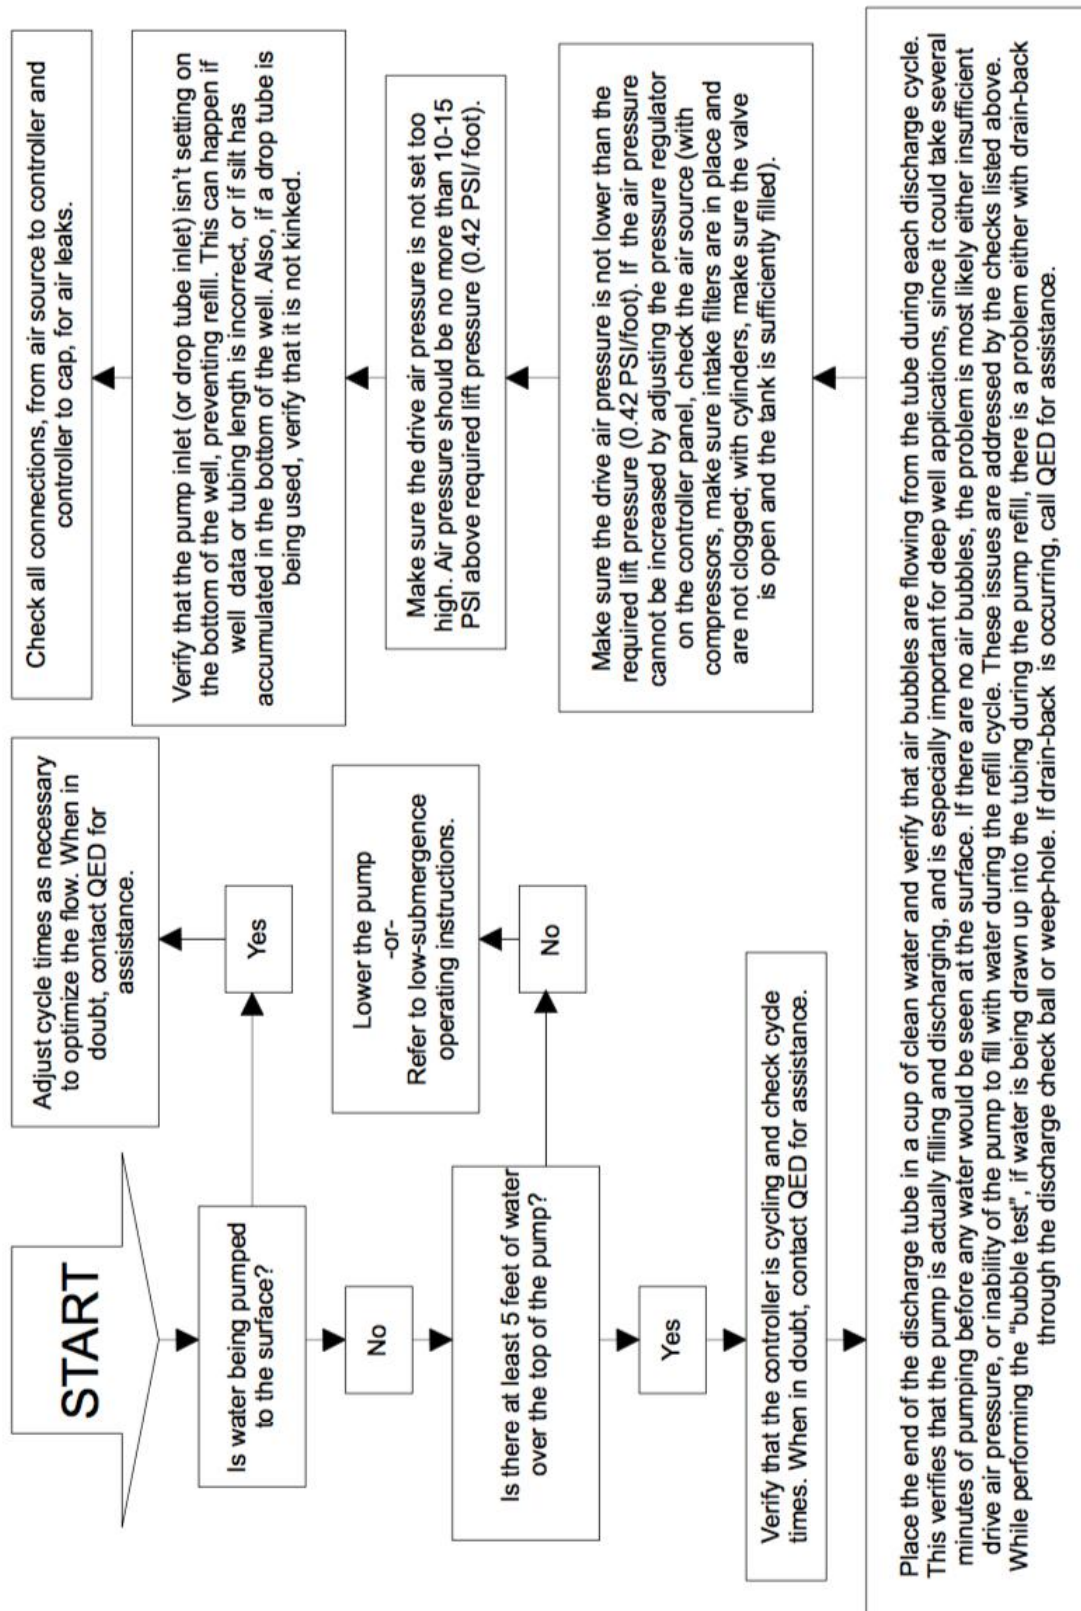 START
Is water being pumped
to the surface?
Yes
Adjust cycle times as necessary
to optimize the flow. When in
doubt, contact QED for
assistance.
No
Is there at least 5 feet of water
over the top of the pump?
No
Lower the pump
-or-
Refer to low-submergence
operating instructions.
Yes
Verify that the controller is cycling and check cycle
times. When in doubt, contact QED for assistance.
Place the end of the discharge tube in a cup of clean water and verify that air bubbles are flowing from the tube during each discharge cycle.
This verifies that the pump is actually filling and discharging, and is especially important for deep well applications, since it could take several
minutes of pumping before any water would be seen at the surface. If there are no air bubbles, the problem is most likely either insufficient
drive air pressure, or inability of the pump to fill with water during the refill cycle. These issues are addressed by the checks listed above.
While performing the "bubble test", if water is being drawn up into the tubing during the pump refill, there is a problem either with drain-back
through the discharge check ball or weep-hole. If drain-back is occurring, call QED for assistance.
Make sure the drive air pressure is not lower than the
required lift pressure (0.42 PSI/foot). If the air pressure
cannot be increased by adjusting the pressure regulator
on the controller panel, check the air source (with
compressors, make sure intake filters are in place and
are not clogged; with cylinders, make sure the valve
is open and the tank is sufficiently filled).
Make sure the drive air pressure is not set too
high. Air pressure should be no more than 10-15
PSI above required lift pressure (0.42 PSI/ foot).
Verify that the pump inlet (or drop tube inlet) isn't setting on
the bottom of the well, preventing refill. This can happen if
well data or tubing length is incorrect, or if silt has
accumulated in the bottom of the well. Also, if a drop tube is
being used, verify that it is not kinked.
Check all connections, from air source to controller and
controller to cap, for air leaks.